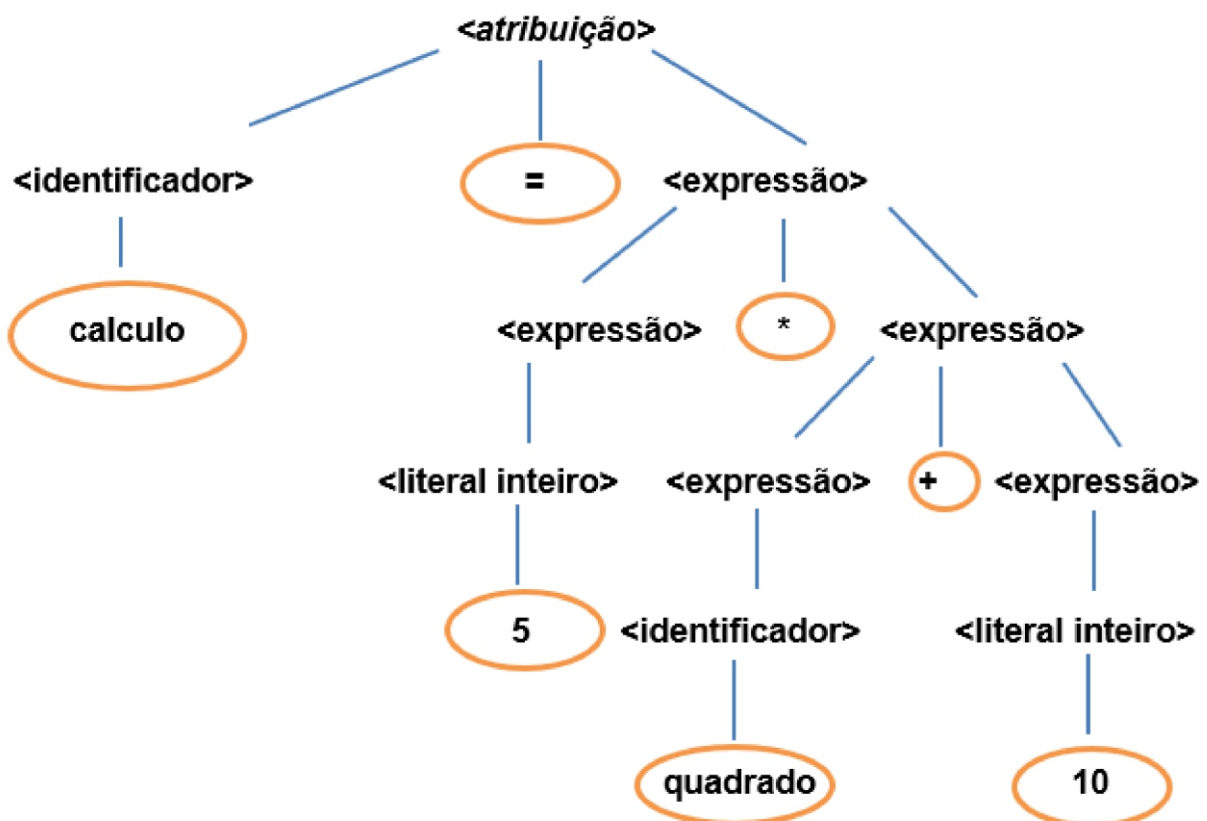 <atribuição>
<identificador> = <expressão>
calculo <expressão> * <expressão>
<literal inteiro> <expressão> + <expressão>
5 <identificador> <literal inteiro>
quadrado 10